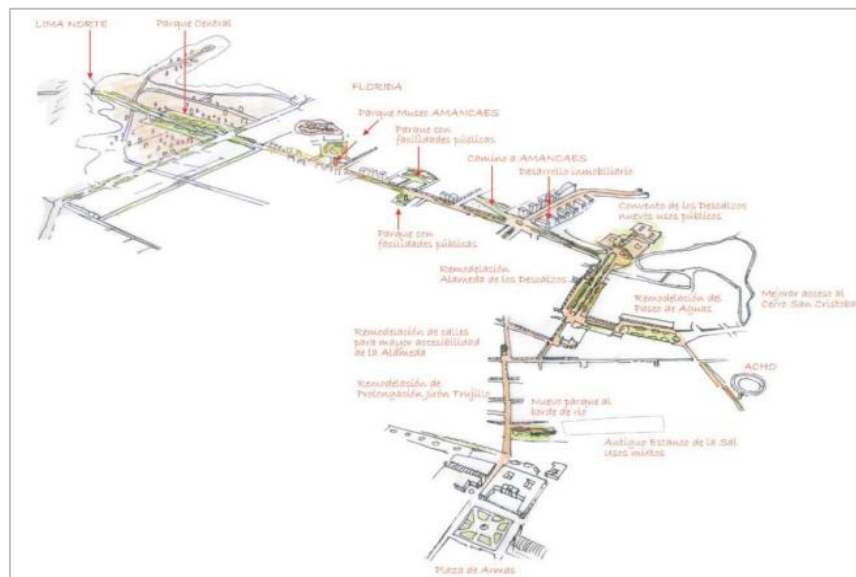 LIMA NORTE
Parque Central
FLORIDA
Parque Museo AMANCAES
Parque con
facilidades públicas
Camino a AMANCAES
Desarrollo inmobiliario
Convento de los Descalzos
nuevos usos públicos
Parque con
facilidades públicas
Remodelación
Alameda de los Descalzos
Remodelación del
Paseo de Aguas
Mejorar acceso al
Cerro San Cristoba
Remodelación de calles
para mayor accesibilidad
de la Alameda
ACHO
Remodelación de
Prolongación Jirón Trujillo
Nuevo parque al
borde de río
Antiguo Estanco de la Sal
usos mixtos
Plaza de Armas